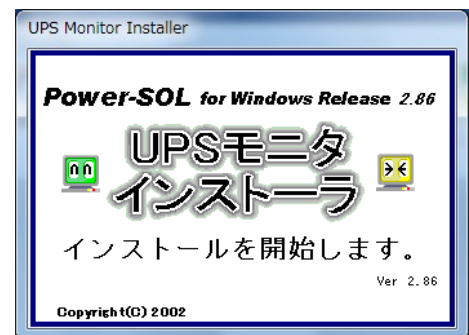 UPS Monitor Installer
Power-SOL for Windows Release 2.86
UPSモニタ
インストーラ
インストールを開始します。
Ver 2.86
Copyright(C) 2002